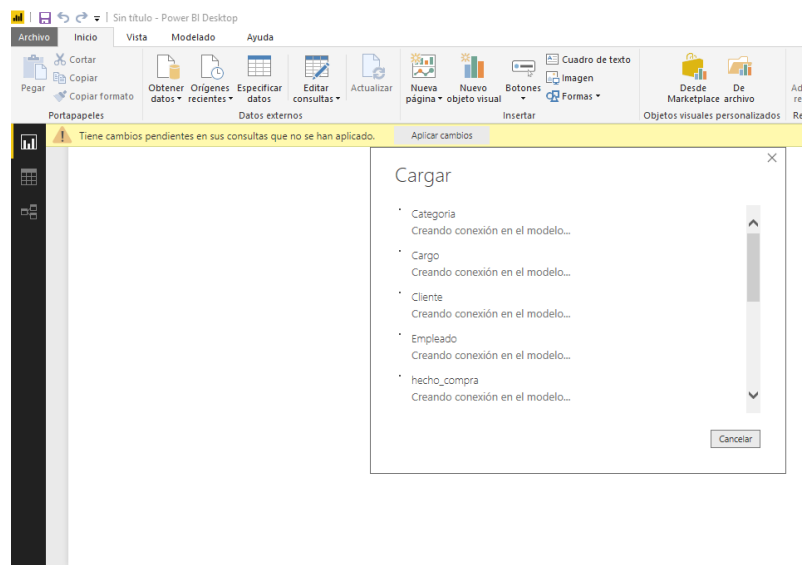 Sin título - Power BI Desktop
Archivo Inicio Vista Modelado Ayuda
Pegar
Cortar
Copiar
Copiar formato
Portapapeles
Obtener datos
Orígenes recientes
Especificar datos
Editar consultas
Actualizar
Datos externos
Nueva página
Nuevo objeto visual
Botones
Cuadro de texto
Imagen
Formas
Insertar
Desde Marketplace
De archivo
Objetos visuales personalizados
Tiene cambios pendientes en sus consultas que no se han aplicado. Aplicar cambios
Cargar
Categoria
Creando conexión en el modelo...
Cargo
Creando conexión en el modelo...
Cliente
Creando conexión en el modelo...
Empleado
Creando conexión en el modelo...
hecho_compra
Creando conexión en el modelo...
Cancelar